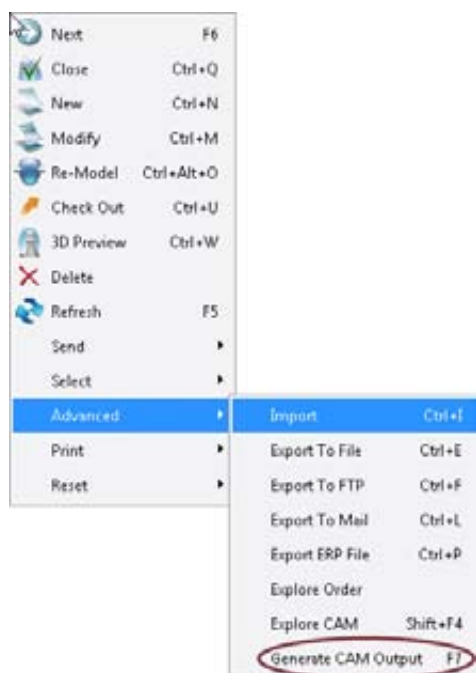 Next F6
Close Ctrl+Q
New Ctrl+N
Modify Ctrl+M
Re-Model Ctrl+Alt+O
Check Out Ctrl+U
3D Preview Ctrl+W
Delete
Refresh F5
Send
Select
Advanced
Print
Reset
Import Ctrl+I
Export To File Ctrl+E
Export To FTP Ctrl+F
Export To Mail Ctrl+L
Export ERP File Ctrl+P
Explore Order
Explore CAM Shift+F4
Generate CAM Output F7